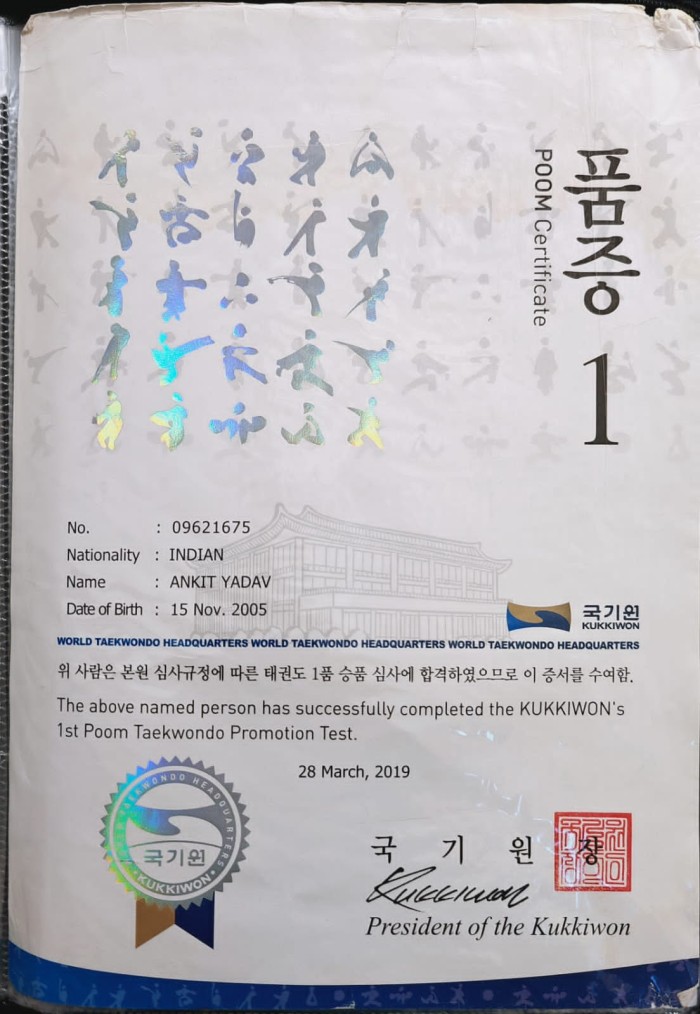 품증
POOM Certificate
1
No. : 09621675
Nationality : INDIAN
Name : ANKIT YADAV
Date of Birth : 15 Nov. 2005
국기원
KUKKIWON
WORLD TAEKWONDO HEADQUARTERS WORLD TAEKWONDO HEADQUARTERS WORLD TAEKWONDO HEADQUARTERS
위 사람은 본원 심사규정에 따른 태권도 1품 승품 심사에 합격하였으므로 이 증서를 수여함.
The above named person has successfully completed the KUKKIWON's
1st Poom Taekwondo Promotion Test.
28 March, 2019
WORLD TAEKWONDO HEADQUARTERS
국기원
KUKKIWON
국 기 원 장
Kukkiwon
President of the Kukkiwon